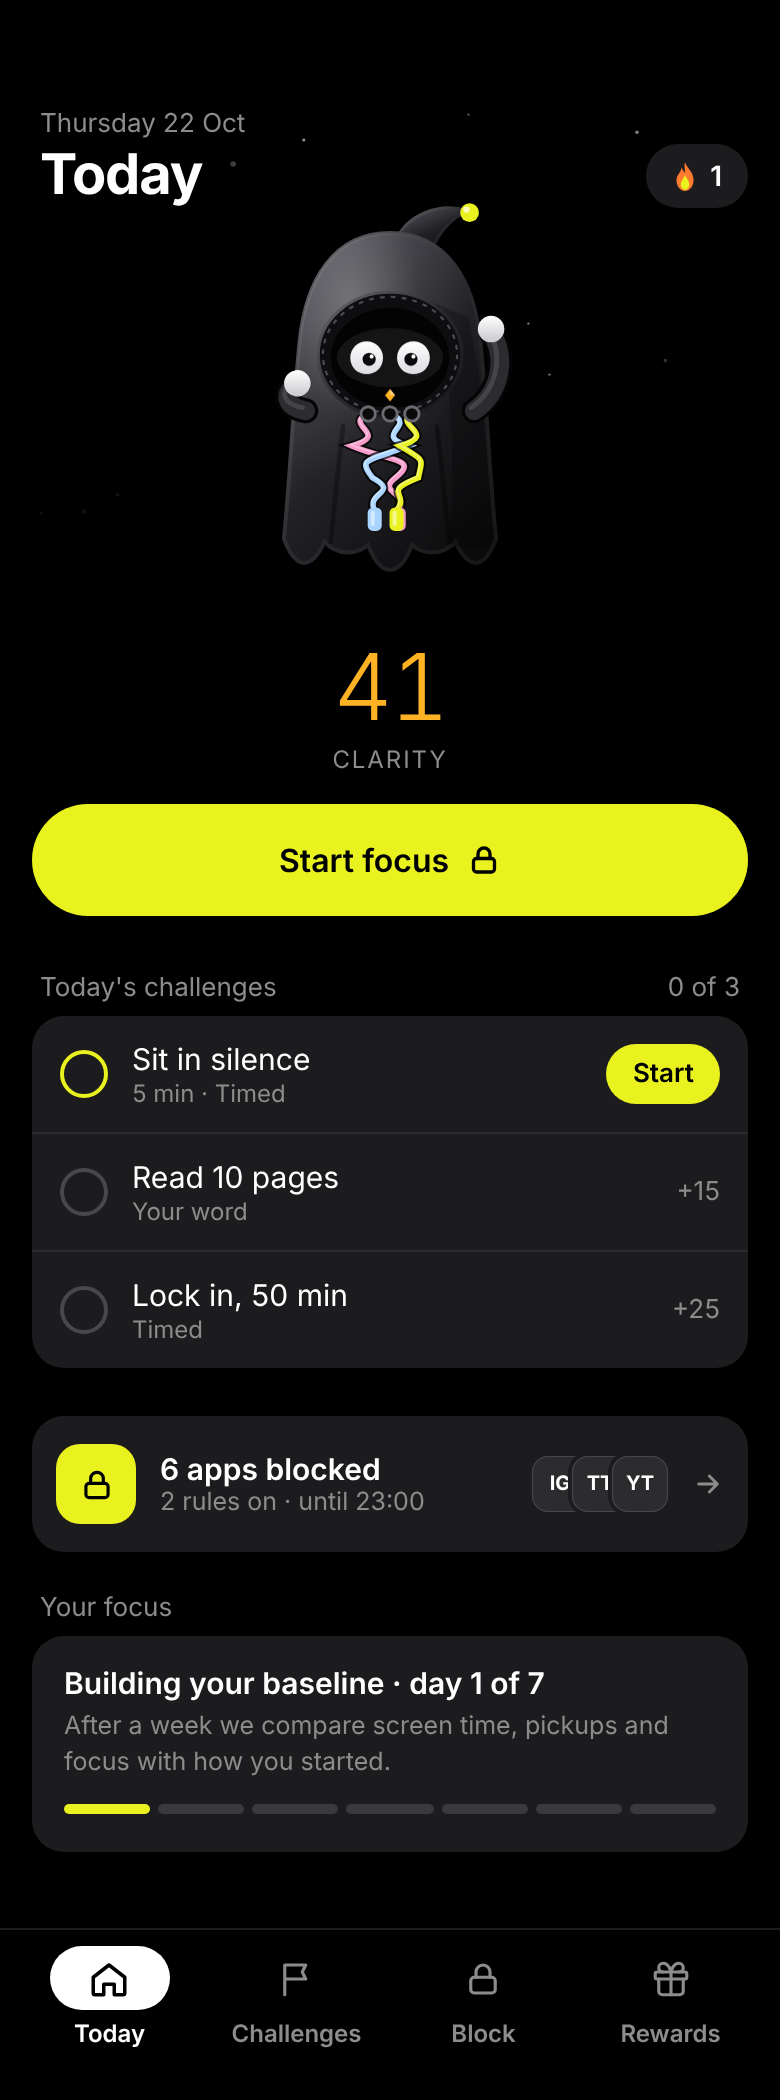 Thursday 22 Oct
Today
1
41
CLARITY
Start focus
Today's challenges
0 of 3
Sit in silence
5 min · Timed
Start
Read 10 pages
Your word
+15
Lock in, 50 min
Timed
+25
6 apps blocked
2 rules on · until 23:00
IG TT YT
Your focus
Building your baseline · day 1 of 7
After a week we compare screen time, pickups and
focus with how you started.
Today
Challenges
Block
Rewards